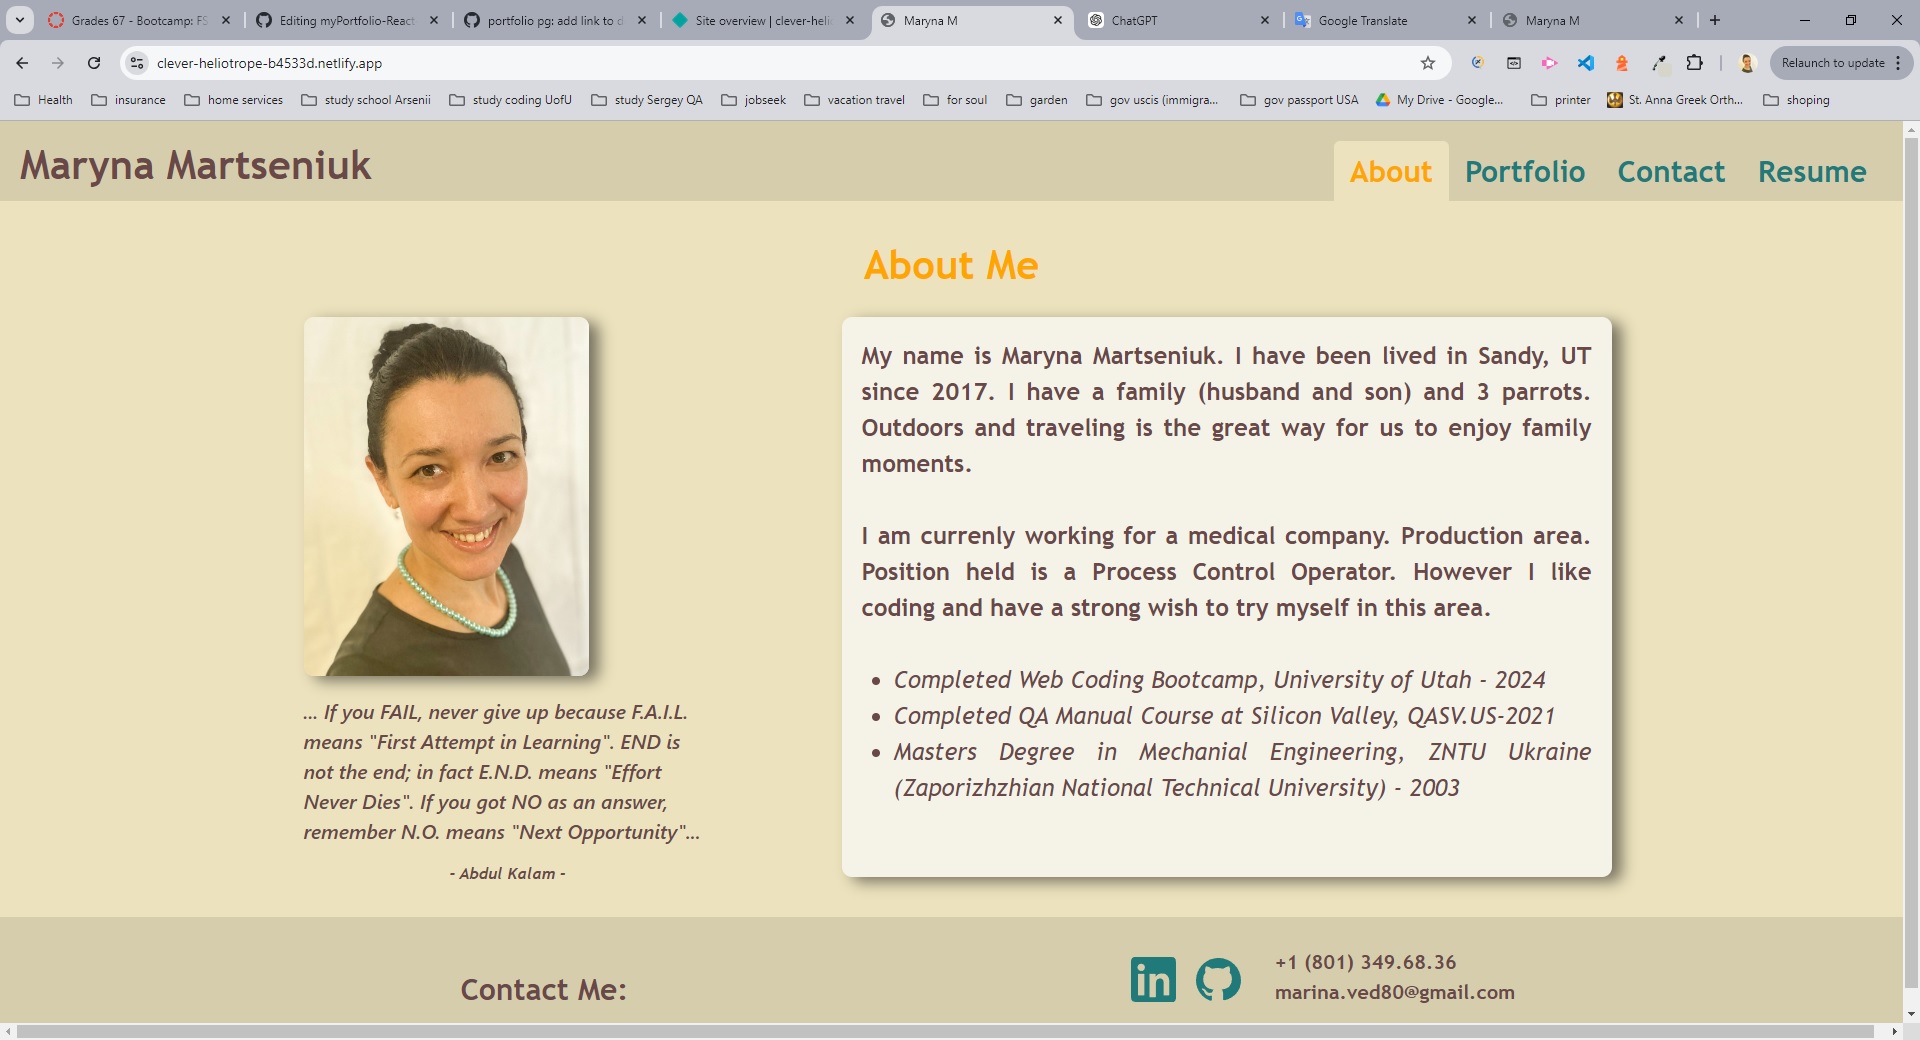 Grades 67 - Bootcamp: FS
Editing myPortfolio-React
portfolio pg: add link to d
Site overview | clever-heli
Maryna M
ChatGPT
Google Translate
Maryna M
clever-heliotrope-b4533d.netlify.app
Relaunch to update
Health
insurance
home services
study school Arsenii
study coding UofU
study Sergey QA
jobseek
vacation travel
for soul
garden
gov uscis (immigra...
gov passport USA
My Drive - Google...
printer
St. Anna Greek Orth...
shoping
Maryna Martseniuk
About
Portfolio
Contact
Resume
About Me
My name is Maryna Martseniuk. I have been lived in Sandy, UT
since 2017. I have a family (husband and son) and 3 parrots.
Outdoors and traveling is the great way for us to enjoy family
moments.
I am currenly working for a medical company. Production area.
Position held is a Process Control Operator. However I like
coding and have a strong wish to try myself in this area.
• Completed Web Coding Bootcamp, University of Utah - 2024
• Completed QA Manual Course at Silicon Valley, QASV.US-2021
• Masters Degree in Mechanial Engineering, ZNTU Ukraine
(Zaporizhzhian National Technical University) - 2003
... If you FAIL, never give up because F.A.I.L.
means "First Attempt in Learning". END is
not the end; in fact E.N.D. means "Effort
Never Dies". If you got NO as an answer,
remember N.O. means "Next Opportunity"...
- Abdul Kalam -
Contact Me:
in
+1 (801) 349.68.36
marina.ved80@gmail.com